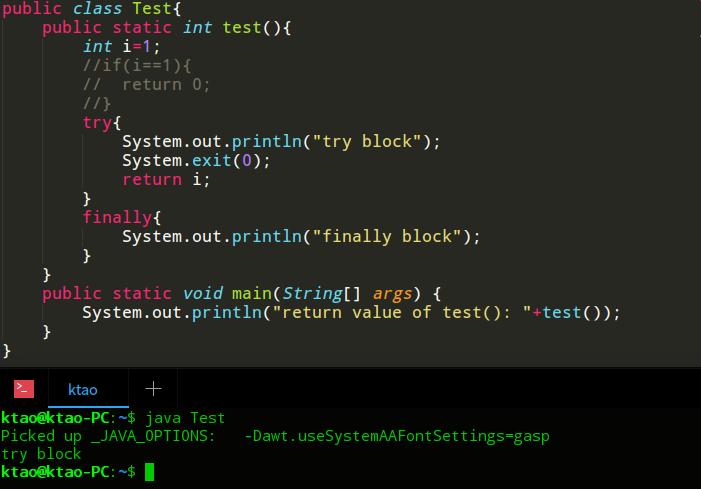 public class Test{
public static int test(){
int i=1;
//if(i==1){
//  return 0;
//}
try{
System.out.println("try block");
System.exit(0);
return i;
}
finally{
System.out.println("finally block");
}
}
public static void main(String[] args) {
System.out.println("return value of test(): "+test());
}
}
>_ ktao +
ktao@ktao-PC:~$ java Test
Picked up _JAVA_OPTIONS:   -Dawt.useSystemAAFontSettings=gasp
try block
ktao@ktao-PC:~$